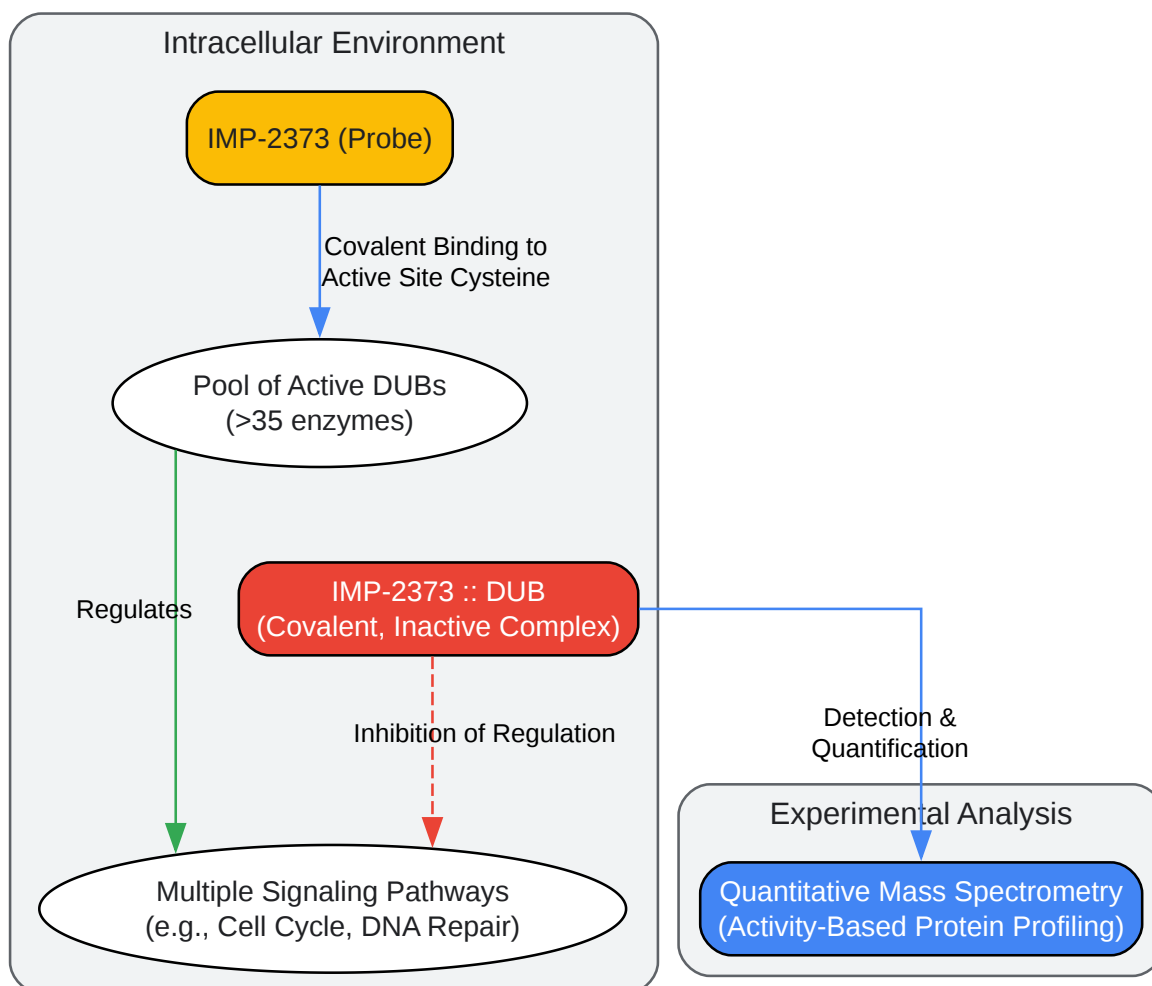 Intracellular Environment
IMP-2373 (Probe)
Covalent Binding to
Active Site Cysteine
Pool of Active DUBs
(>35 enzymes)
IMP-2373 :: DUB
(Covalent, Inactive Complex)
Regulates
Inhibition of Regulation
Detection &
Quantification
Experimental Analysis
Multiple Signaling Pathways
(e.g., Cell Cycle, DNA Repair)
Quantitative Mass Spectrometry
(Activity-Based Protein Profiling)